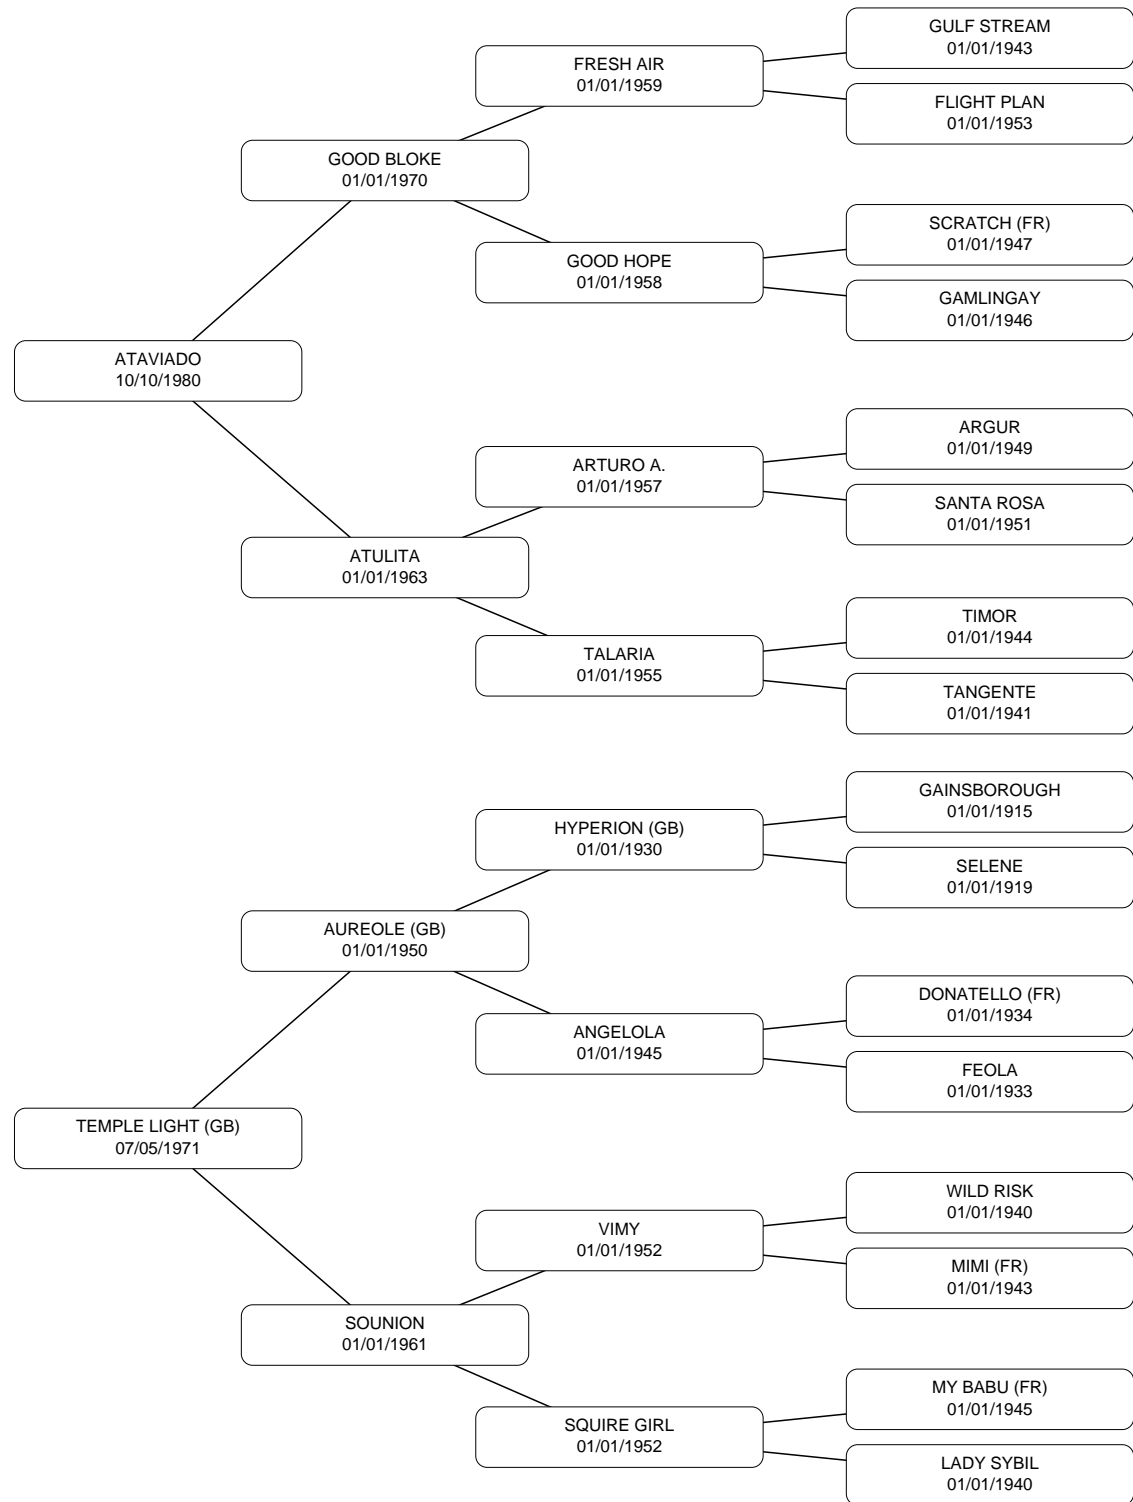 GULF STREAM
01/01/1943
FRESH AIR
01/01/1959
FLIGHT PLAN
01/01/1953
GOOD BLOKE
01/01/1970
SCRATCH (FR)
01/01/1947
GOOD HOPE
01/01/1958
GAMLINGAY
01/01/1946
ATAVIADO
10/10/1980
ARGUR
01/01/1949
ARTURO A.
01/01/1957
SANTA ROSA
01/01/1951
ATULITA
01/01/1963
TIMOR
01/01/1944
TALARIA
01/01/1955
TANGENTE
01/01/1941
GAINSBOROUGH
01/01/1915
HYPERION (GB)
01/01/1930
SELENE
01/01/1919
AUREOLE (GB)
01/01/1950
DONATELLO (FR)
01/01/1934
ANGELOLA
01/01/1945
FEOLA
01/01/1933
TEMPLE LIGHT (GB)
07/05/1971
WILD RISK
01/01/1940
VIMY
01/01/1952
MIMI (FR)
01/01/1943
SOUNION
01/01/1961
MY BABU (FR)
01/01/1945
SQUIRE GIRL
01/01/1952
LADY SYBIL
01/01/1940